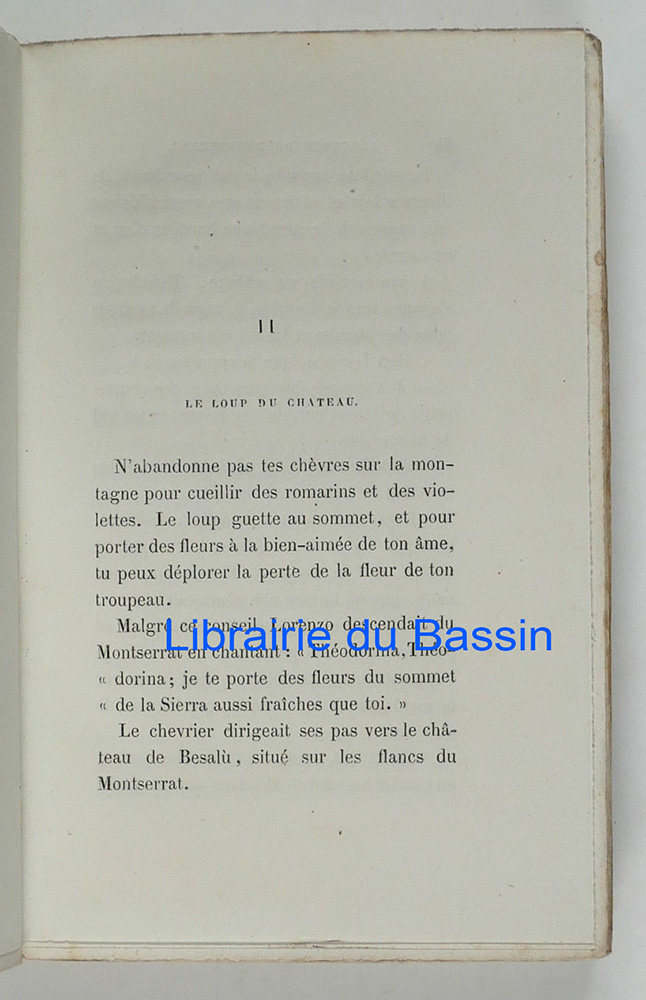 II
LE LOUP DU CHATEAU.
N'abandonne pas tes chèvres sur la mon-
tagne pour cueillir des romarins et des vio-
lettes. Le loup guette au sommet, et pour
porter des fleurs à la bien-aimée de ton âme,
tu peux déplorer la perte de la fleur de ton
troupeau.
Malgré ce conseil, Lorenzo descendait du
Librairie du Bassin
Montserrat en chantant : « Théodorina, Théo-
« dorina ; je te porte des fleurs du sommet
« de la Sierra aussi fraîches que toi. »
Le chevrier dirigeait ses pas vers le châ-
teau de Besalù, situé sur les flancs du
Montserrat.